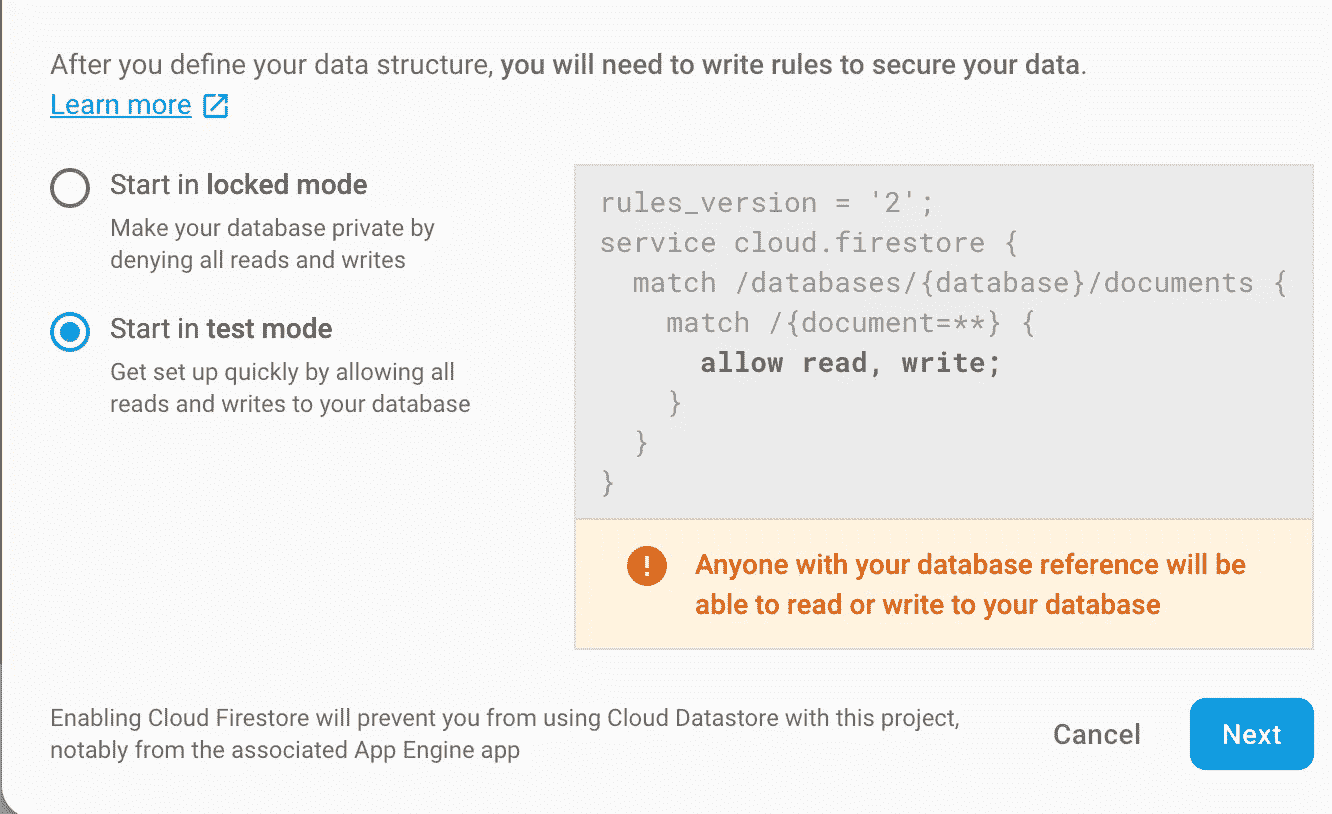 After you define your data structure, you will need to write rules to secure your data.
Learn more
Start in locked mode
Make your database private by
denying all reads and writes
Start in test mode
Get set up quickly by allowing all
reads and writes to your database
rules_version = '2';
service cloud.firestore {
  match /databases/{database}/documents {
    match /{document=**} {
      allow read, write;
    }
  }
}
Anyone with your database reference will be
able to read or write to your database
Enabling Cloud Firestore will prevent you from using Cloud Datastore with this project,
notably from the associated App Engine app
Cancel
Next